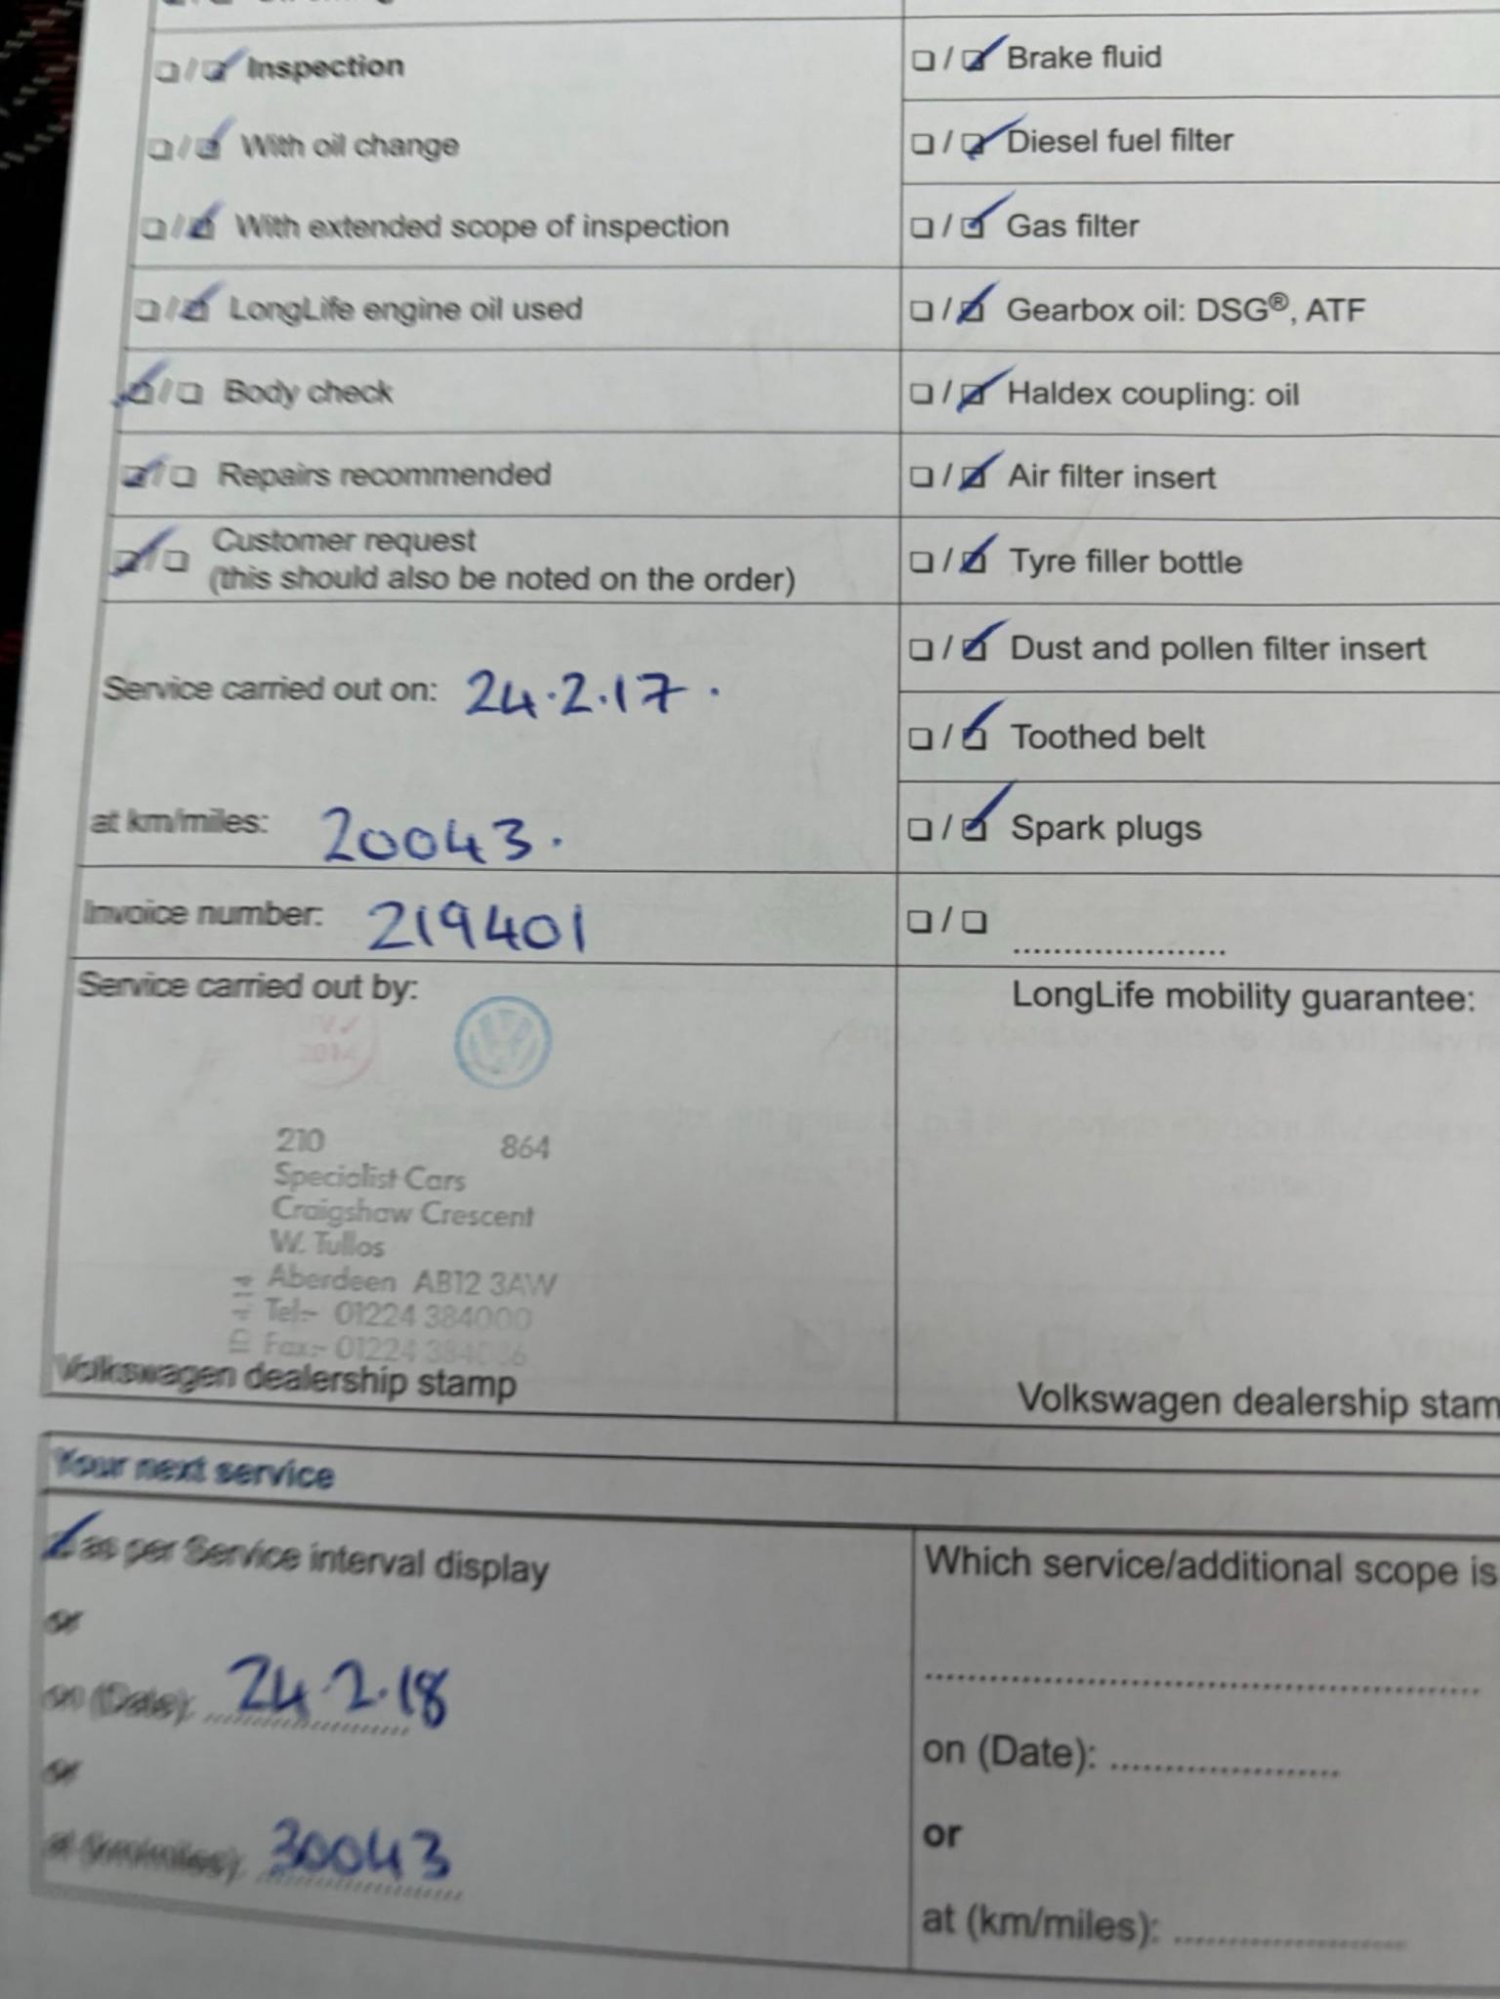 ☐/☑ Inspection
☐/☑ With oil change
☐/☑ With extended scope of inspection
☐/☑ LongLife engine oil used
☑/☐ Body check
☑/☐ Repairs recommended
☑/☐ Customer request
(this should also be noted on the order)
Service carried out on: 24.2.17.
at km/miles: 20043.
Invoice number: 219401
Service carried out by:
2014
210 864
Specialist Cars
Craigshaw Crescent
W. Tullos
Aberdeen AB12 3AW
Tel:- 01224 384000
Fax:- 01224
Volkswagen dealership stamp
☐/☑ Brake fluid
☐/☑ Diesel fuel filter
☐/☑ Gas filter
☐/☑ Gearbox oil: DSG®, ATF
☐/☑ Haldex coupling: oil
☐/☑ Air filter insert
☐/☑ Tyre filler bottle
☐/☑ Dust and pollen filter insert
☐/☑ Toothed belt
☐/☑ Spark plugs
☐/☐ ........................
LongLife mobility guarantee:
Volkswagen dealership stam
Your next service
☑ as per Service interval display
or
on (Date): 24.2.18
or
at (km/miles): 30043
Which service/additional scope is
on (Date): ........................
or
at (km/miles): ........................